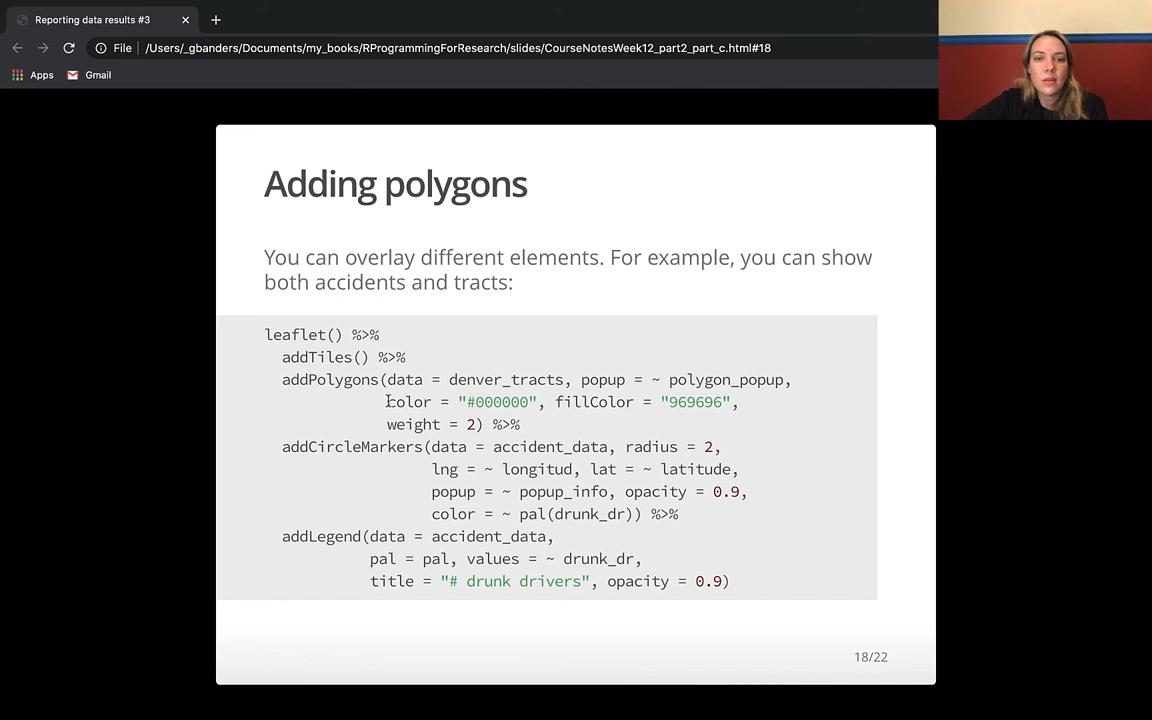 Reporting data results #3
File /Users/_gbanders/Documents/my_books/RProgrammingForResearch/slides/CourseNotesWeek12_part2_part_c.html#18
Apps Gmail
Adding polygons
You can overlay different elements. For example, you can show
both accidents and tracts:
leaflet() %>%
addTiles() %>%
addPolygons(data = denver_tracts, popup = ~ polygon_popup,
color = "#000000", fillColor = "969696",
weight = 2) %>%
addCircleMarkers(data = accident_data, radius = 2,
lng = ~ longitud, lat = ~ latitude,
popup = ~ popup_info, opacity = 0.9,
color = ~ pal(drunk_dr)) %>%
addLegend(data = accident_data,
pal = pal, values = ~ drunk_dr,
title = "# drunk drivers", opacity = 0.9)
18/22